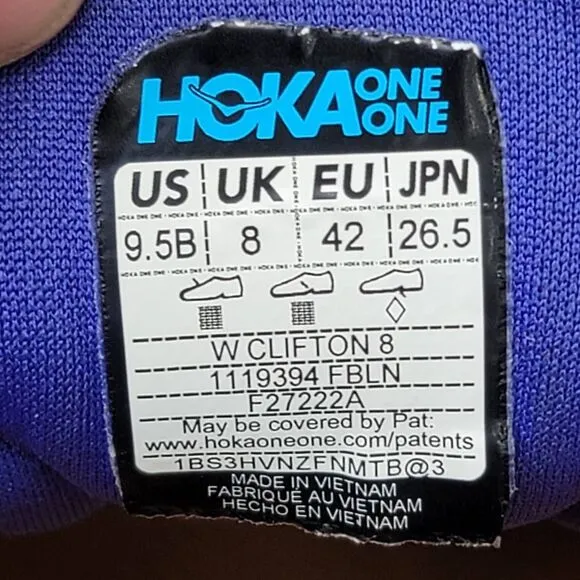 HOKA ONE ONE
US UK EU JPN
9.5B 8 42 26.5
W CLIFTON 8
1119394 FBLN
F27222A
May be covered by Pat:
www.hokaoneone.com/patents
1BS3HVNZFNMTB@3
MADE IN VIETNAM
FABRIQUÉ AU VIETNAM
HECHO EN VIETNAM